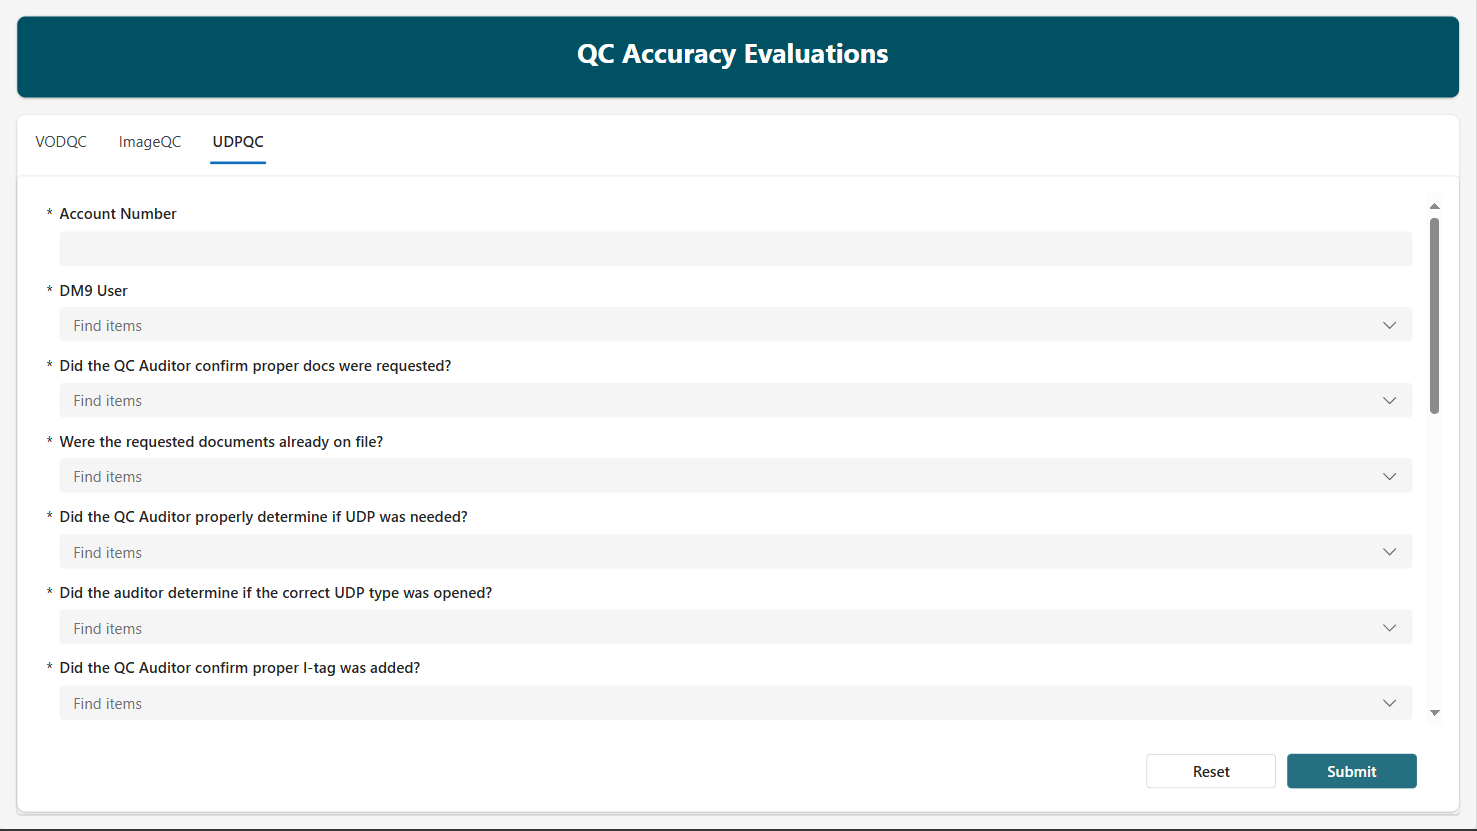 QC Accuracy Evaluations
VODQC ImageQC UDPQC
* Account Number
* DM9 User
Find items
* Did the QC Auditor confirm proper docs were requested?
Find items
* Were the requested documents already on file?
Find items
* Did the QC Auditor properly determine if UDP was needed?
Find items
* Did the auditor determine if the correct UDP type was opened?
Find items
* Did the QC Auditor confirm proper I-tag was added?
Find items
Reset Submit